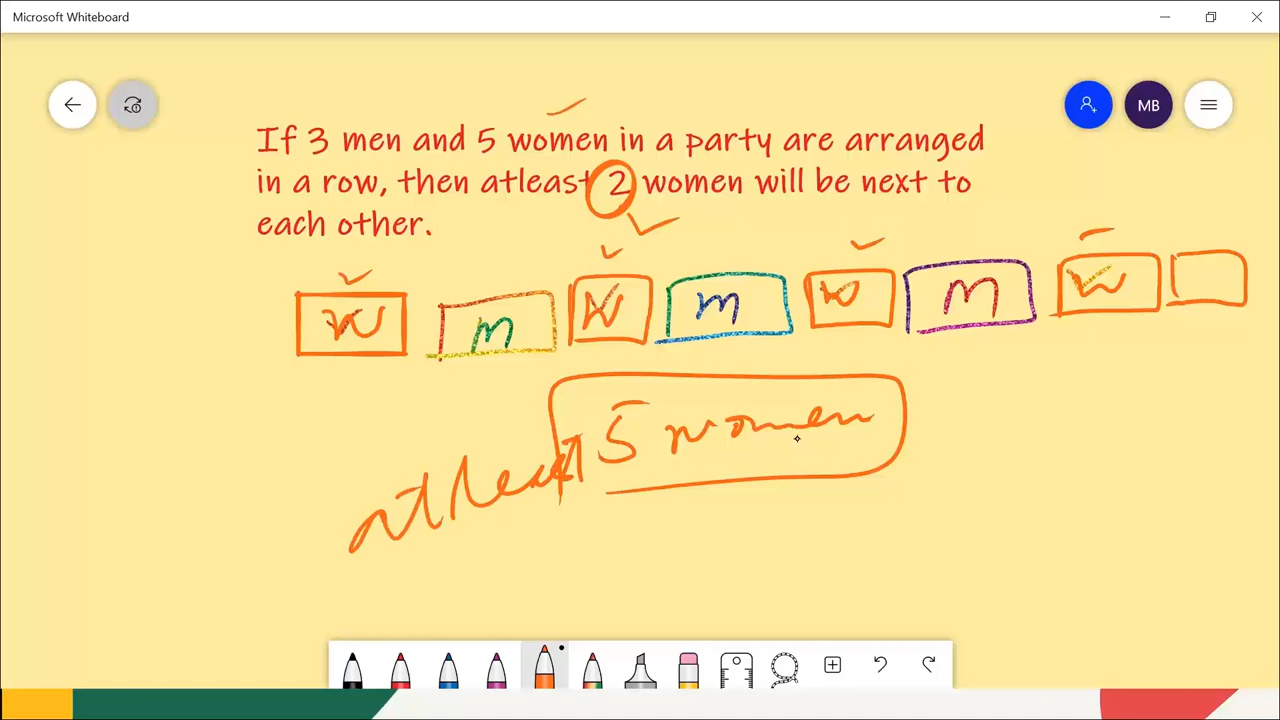 Microsoft Whiteboard
MB
If 3 men and 5 women in a party are arranged
in a row, then atleast 2 women will be next to
each other.
W m W m W m W
atleast 5 women